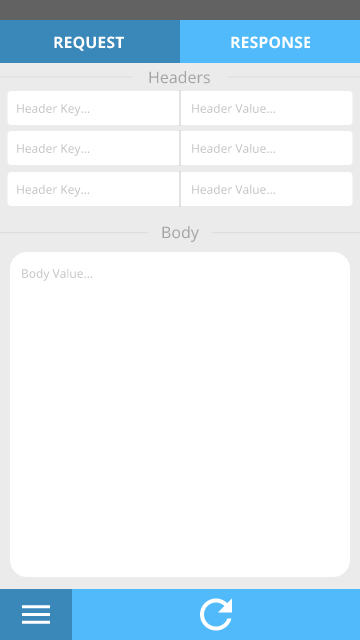 REQUEST RESPONSE
Headers
Header Key... Header Value...
Header Key... Header Value...
Header Key... Header Value...
Body
Body Value...